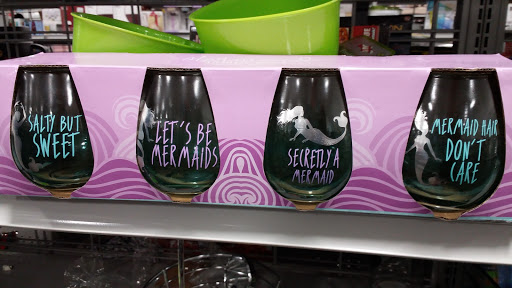 SALTY BUT
SWEET
LET'S BE
MERMAIDS
SECRETLY A
MERMAID
MERMAID HAIR
DON'T
CARE